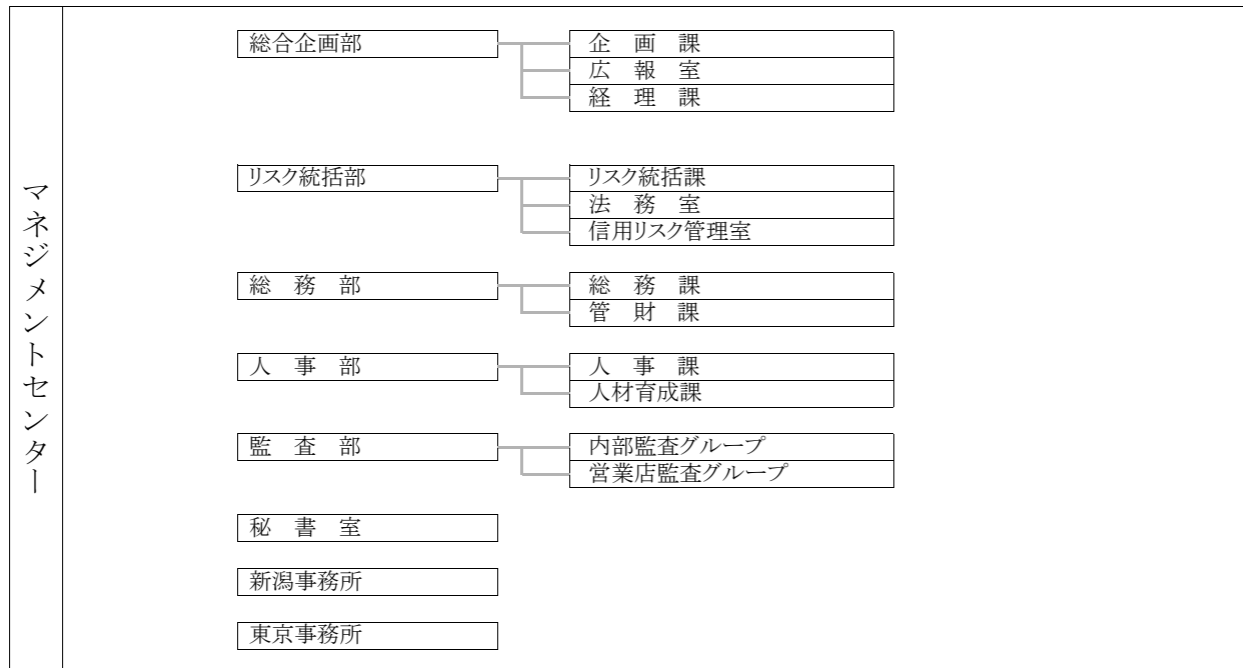 マネジメントセンター
総合企画部
企　画　課
広　報　室
経　理　課
リスク統括部
リスク統括課
法　務　室
信用リスク管理室
総　務　部
総　務　課
管　財　課
人　事　部
人　事　課
人材育成課
監　査　部
内部監査グループ
営業店監査グループ
秘　書　室
新潟事務所
東京事務所